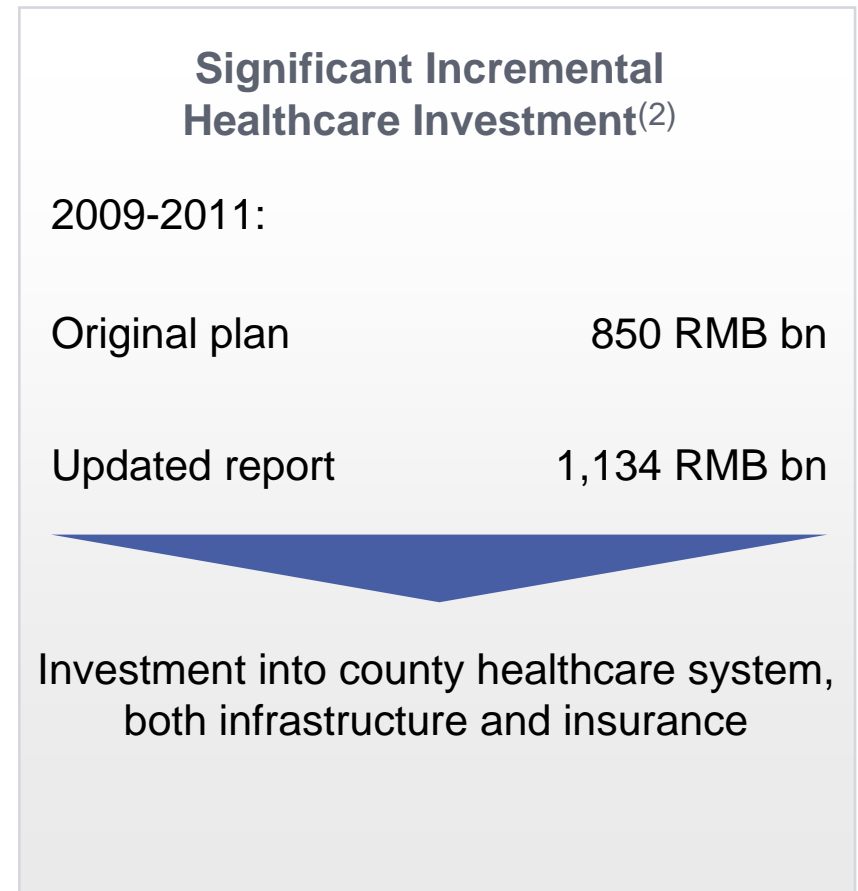 Significant Incremental
Healthcare Investment(2)
2009-2011:
Original plan 850 RMB bn
Updated report 1,134 RMB bn
Investment into county healthcare system,
both infrastructure and insurance